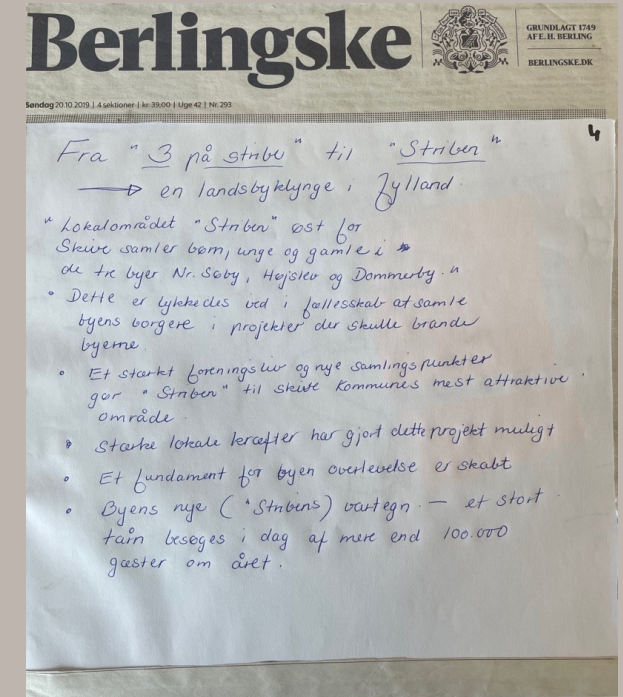 Berlingske
GRUNDLAGT 1749
AF E. H. BERLING
BERLINGSKE.DK
Søndag 20.10 2019 | 4 sektioner | kr. 39.00 | Uge 42 | Nr. 293
4
Fra "3 på stribe" til "Striben"
en landsbyklynge i Jylland.
"Lokalområdet "Striben" øst for
Skive samler børn, unge og gamle i
de tre byer Nr. Søby, Højslev og Dommerby."
• Dette er lykkedes ved i fællesskab at samle
byens borgere i projekter der skulle brande
byerne.
• Et stærkt foreningsliv og nye samlingspunkter
gør "Striben" til Skive Kommunes mest attraktive
område.
• Stærke lokale kræfter har gjort dette projekt muligt
• Et fundament for byen overlevelse er skabt
• Byens nye ("Stribens) vartegn – et stort
tårn besøges i dag af mere end 100.000
gæster om året.